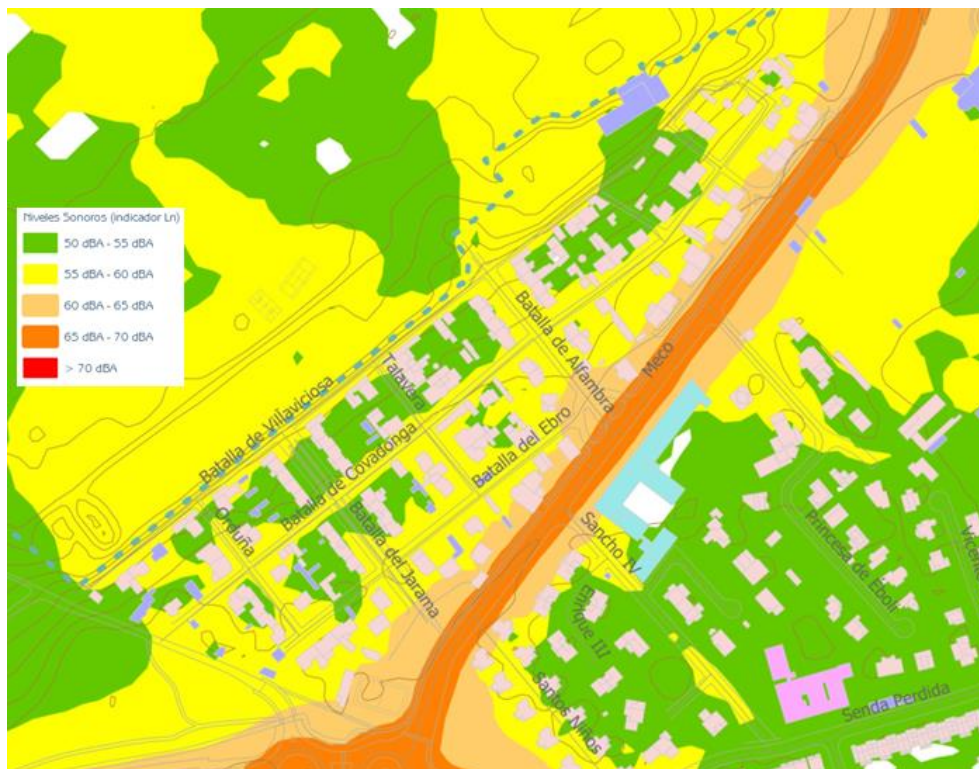 Niveles Sonoros (indicador Ln)
50 dBA - 55 dBA
55 dBA - 60 dBA
60 dBA - 65 dBA
65 dBA - 70 dBA
> 70 dBA
Batalla de Villaviciosa
Talavera
Batalla de Alfambra
Meco
Batalla de Covadonga
Batalla del Ebro
Orduña
Batalla del Jarama
Sancho IV
Enrique III
Santos Niños
Princesa de Eboli
Senda Perdida